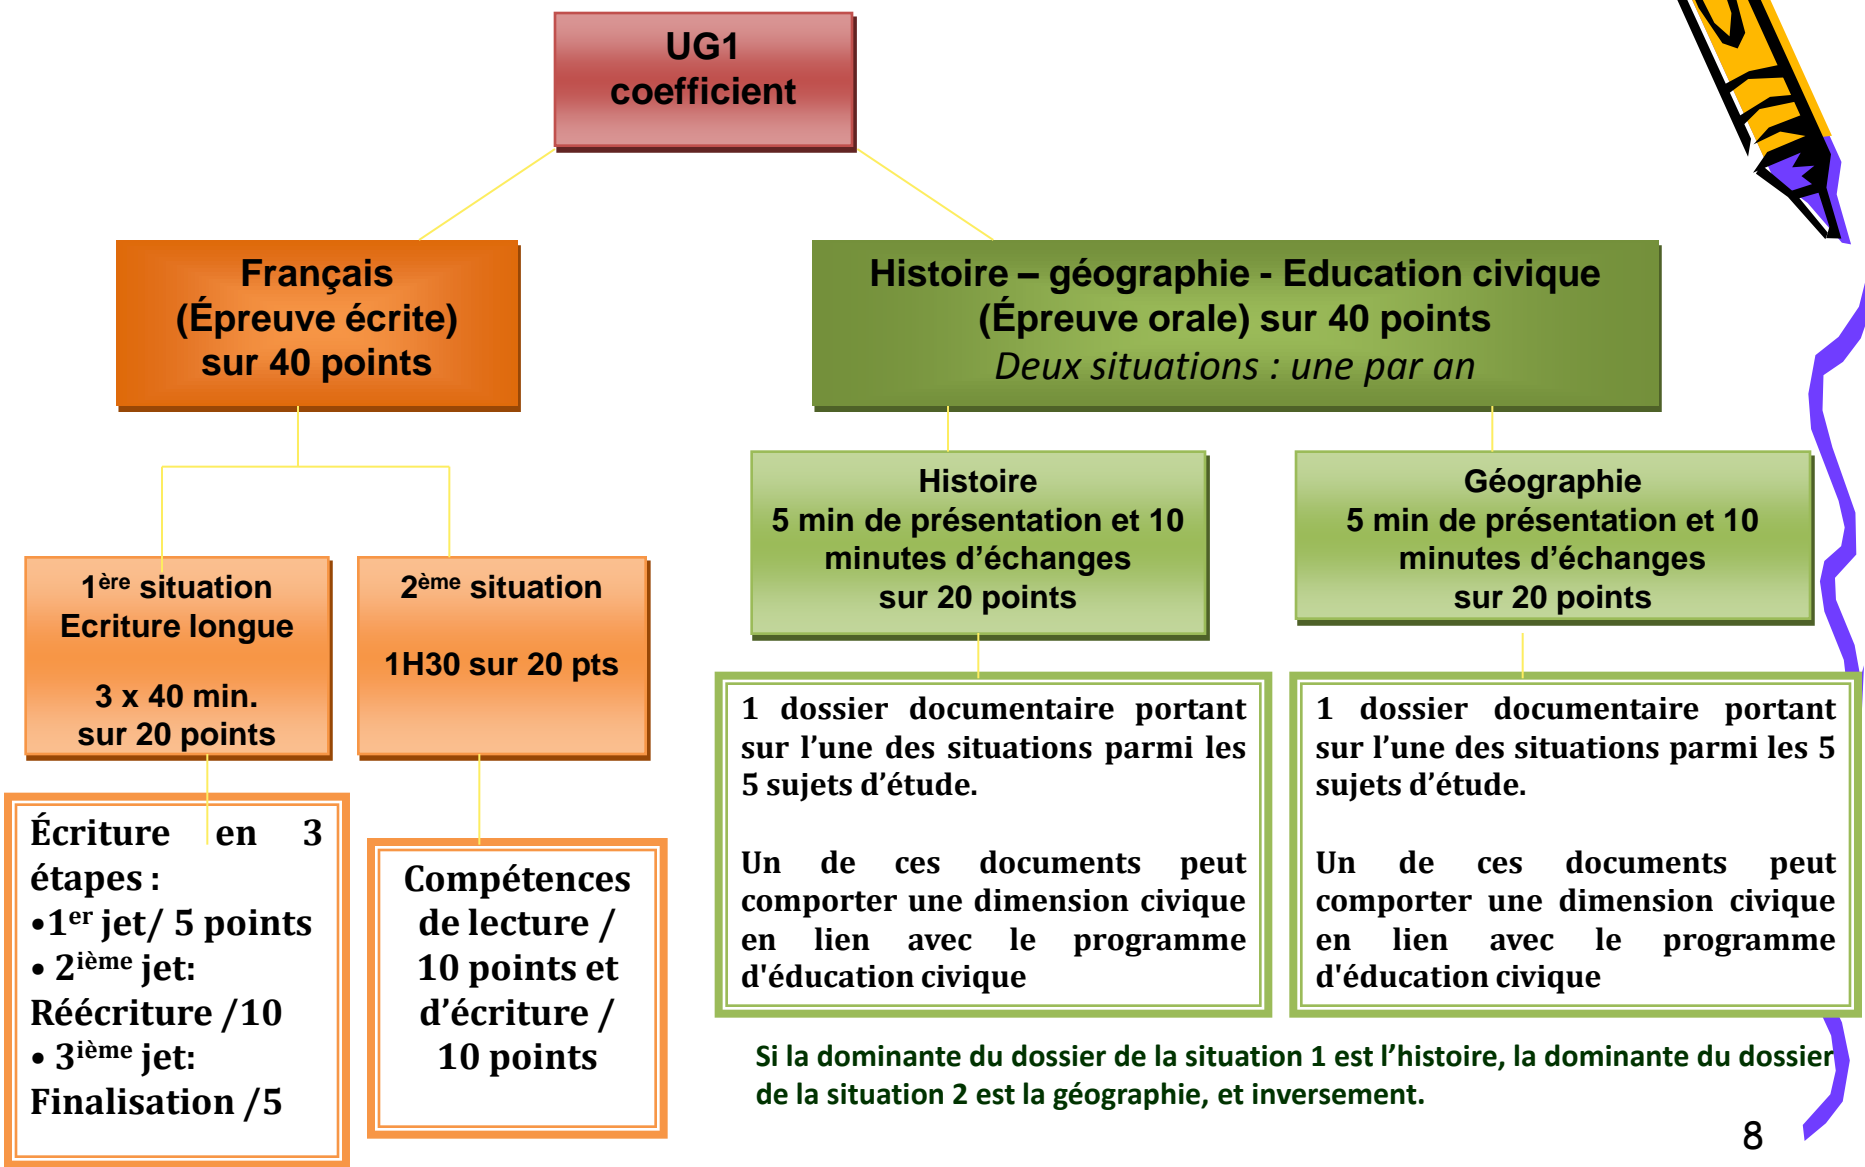 UG1
coefficient
Français
(Épreuve écrite)
sur 40 points
Histoire – géographie - Education civique
(Épreuve orale) sur 40 points
Deux situations : une par an
1ère situation
Ecriture longue
3 x 40 min.
sur 20 points
2ème situation
1H30 sur 20 pts
Histoire
5 min de présentation et 10
minutes d’échanges
sur 20 points
Géographie
5 min de présentation et 10
minutes d’échanges
sur 20 points
Écriture en 3
étapes :
•1er jet/ 5 points
• 2ième jet:
Réécriture /10
• 3ième jet:
Finalisation /5
Compétences
de lecture /
10 points et
d’écriture /
10 points
1 dossier documentaire portant
sur l’une des situations parmi les
5 sujets d’étude.
Un de ces documents peut
comporter une dimension civique
en lien avec le programme
d'éducation civique
1 dossier documentaire portant
sur l’une des situations parmi les 5
sujets d’étude.
Un de ces documents peut
comporter une dimension civique
en lien avec le programme
d'éducation civique
Si la dominante du dossier de la situation 1 est l’histoire, la dominante du dossier
de la situation 2 est la géographie, et inversement.
8